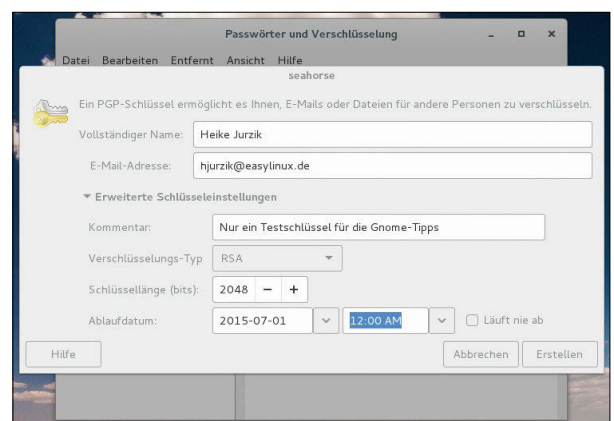 Passwörter und Verschlüsselung
Datei Bearbeiten Entfernt Ansicht Hilfe
seahorse
Ein PGP-Schlüssel ermöglicht es Ihnen, E-Mails oder Dateien für andere Personen zu verschlüsseln.
Vollständiger Name: Heike Jurzik
E-Mail-Adresse: hjurzik@easylinux.de
Erweiterte Schlüsseleinstellungen
Kommentar: Nur ein Testschlüssel für die Gnome-Tipps
Verschlüsselungs-Typ RSA
Schlüssellänge (bits): 2048 − +
Ablaufdatum: 2015-07-01 12:00 AM Läuft nie ab
Hilfe Abbrechen Erstellen